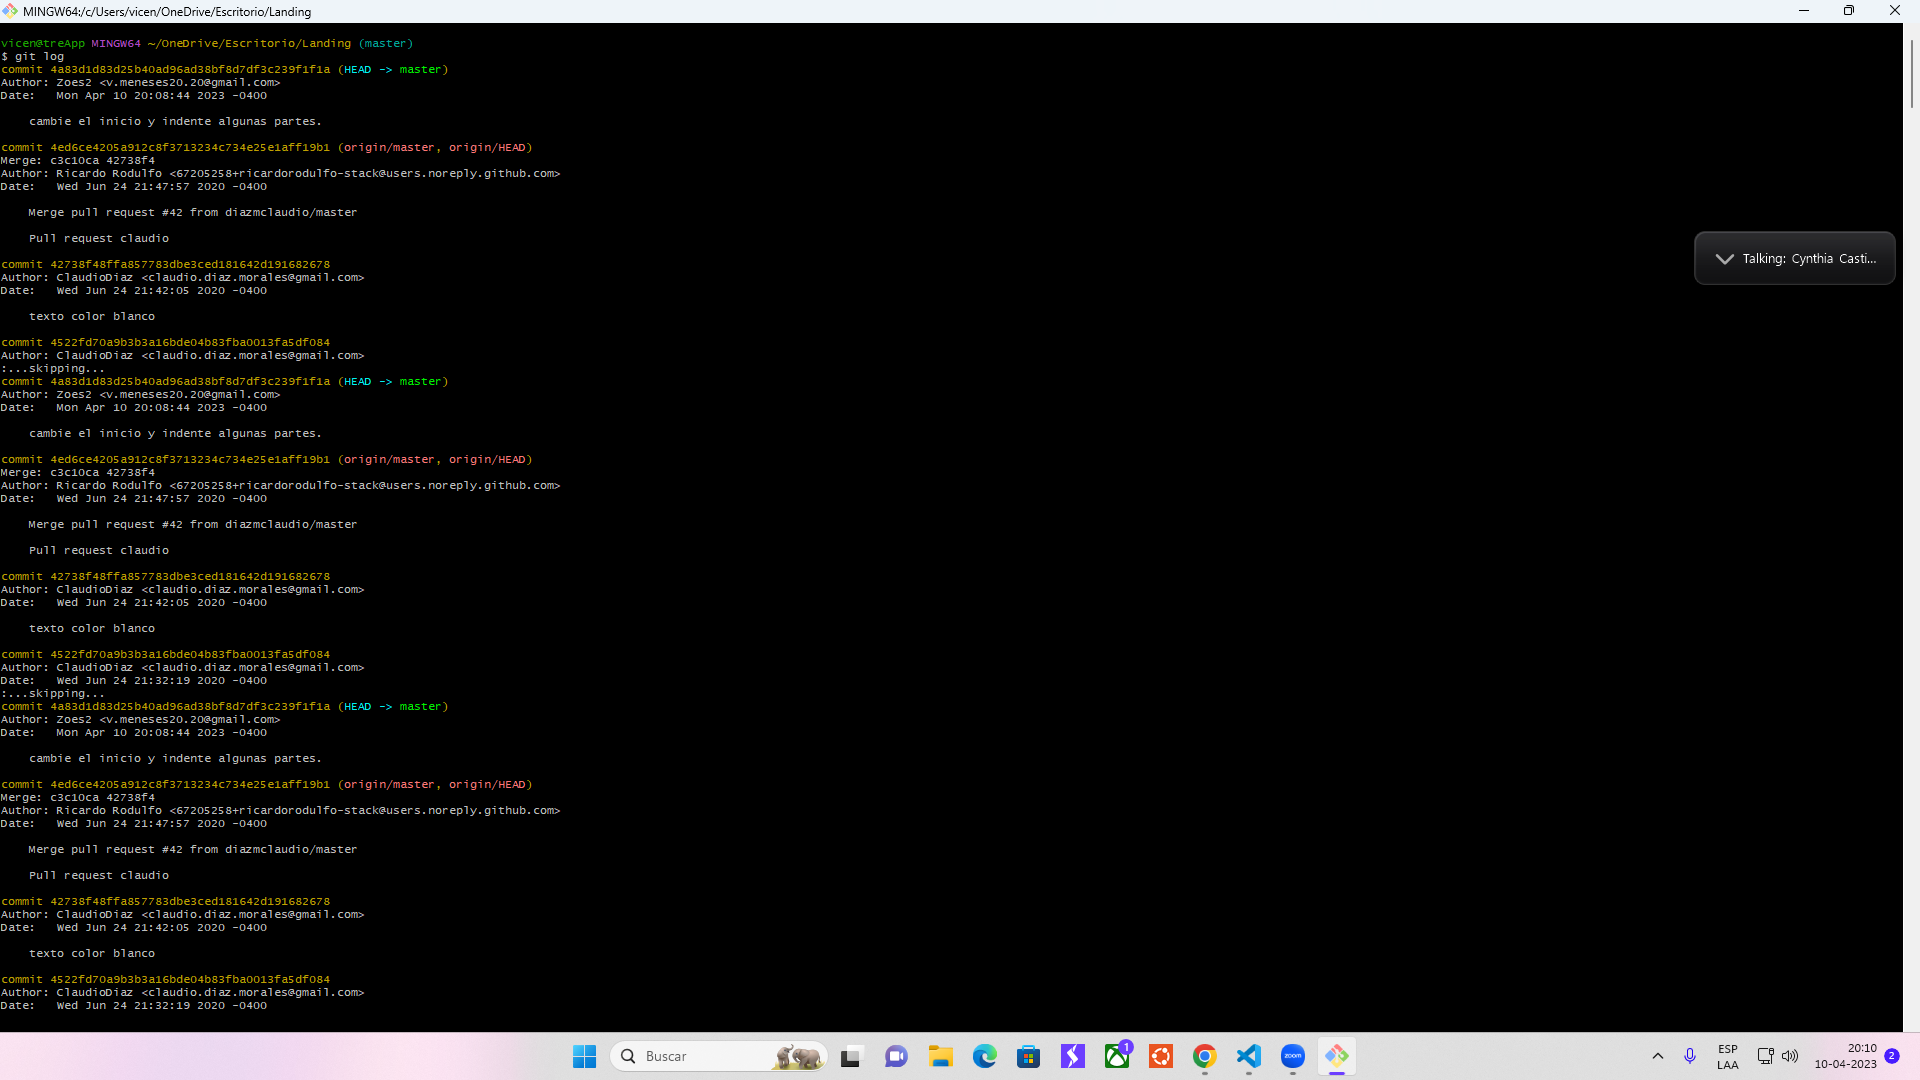 MINGW64:/c/Users/vicen/OneDrive/Escritorio/Landing
vicen@treApp MINGW64 ~/OneDrive/Escritorio/Landing (master)
$ git log
commit 4a83d1d83d25b40ad96ad38bf8d7df3c239f1f1a (HEAD -> master)
Author: Zoes2 <v.meneses20.20@gmail.com>
Date:   Mon Apr 10 20:08:44 2023 -0400
    cambie el inicio y indente algunas partes.
commit 4ed6ce4205a912c8f3713234c734e25e1aff19b1 (origin/master, origin/HEAD)
Merge: c3c10ca 42738f4
Author: Ricardo Rodulfo <67205258+ricardorodulfo-stack@users.noreply.github.com>
Date:   Wed Jun 24 21:47:57 2020 -0400
    Merge pull request #42 from diazmclaudio/master
    Pull request claudio
commit 42738f48ffa857783dbe3ced181642d191682678
Author: ClaudioDiaz <claudio.diaz.morales@gmail.com>
Date:   Wed Jun 24 21:42:05 2020 -0400
    texto color blanco
commit 4522fd70a9b3b3a16bde04b83fba0013fa5df084
Author: ClaudioDiaz <claudio.diaz.morales@gmail.com>
:...skipping...
commit 4a83d1d83d25b40ad96ad38bf8d7df3c239f1f1a (HEAD -> master)
Author: Zoes2 <v.meneses20.20@gmail.com>
Date:   Mon Apr 10 20:08:44 2023 -0400
    cambie el inicio y indente algunas partes.
commit 4ed6ce4205a912c8f3713234c734e25e1aff19b1 (origin/master, origin/HEAD)
Merge: c3c10ca 42738f4
Author: Ricardo Rodulfo <67205258+ricardorodulfo-stack@users.noreply.github.com>
Date:   Wed Jun 24 21:47:57 2020 -0400
    Merge pull request #42 from diazmclaudio/master
    Pull request claudio
commit 42738f48ffa857783dbe3ced181642d191682678
Author: ClaudioDiaz <claudio.diaz.morales@gmail.com>
Date:   Wed Jun 24 21:42:05 2020 -0400
    texto color blanco
commit 4522fd70a9b3b3a16bde04b83fba0013fa5df084
Author: ClaudioDiaz <claudio.diaz.morales@gmail.com>
Date:   Wed Jun 24 21:32:19 2020 -0400
:...skipping...
commit 4a83d1d83d25b40ad96ad38bf8d7df3c239f1f1a (HEAD -> master)
Author: Zoes2 <v.meneses20.20@gmail.com>
Date:   Mon Apr 10 20:08:44 2023 -0400
    cambie el inicio y indente algunas partes.
commit 4ed6ce4205a912c8f3713234c734e25e1aff19b1 (origin/master, origin/HEAD)
Merge: c3c10ca 42738f4
Author: Ricardo Rodulfo <67205258+ricardorodulfo-stack@users.noreply.github.com>
Date:   Wed Jun 24 21:47:57 2020 -0400
    Merge pull request #42 from diazmclaudio/master
    Pull request claudio
commit 42738f48ffa857783dbe3ced181642d191682678
Author: ClaudioDiaz <claudio.diaz.morales@gmail.com>
Date:   Wed Jun 24 21:42:05 2020 -0400
    texto color blanco
commit 4522fd70a9b3b3a16bde04b83fba0013fa5df084
Author: ClaudioDiaz <claudio.diaz.morales@gmail.com>
Date:   Wed Jun 24 21:32:19 2020 -0400
Talking: Cynthia Casti...
Buscar
1
zoom
ESP
LAA
20:10
10-04-2023
2